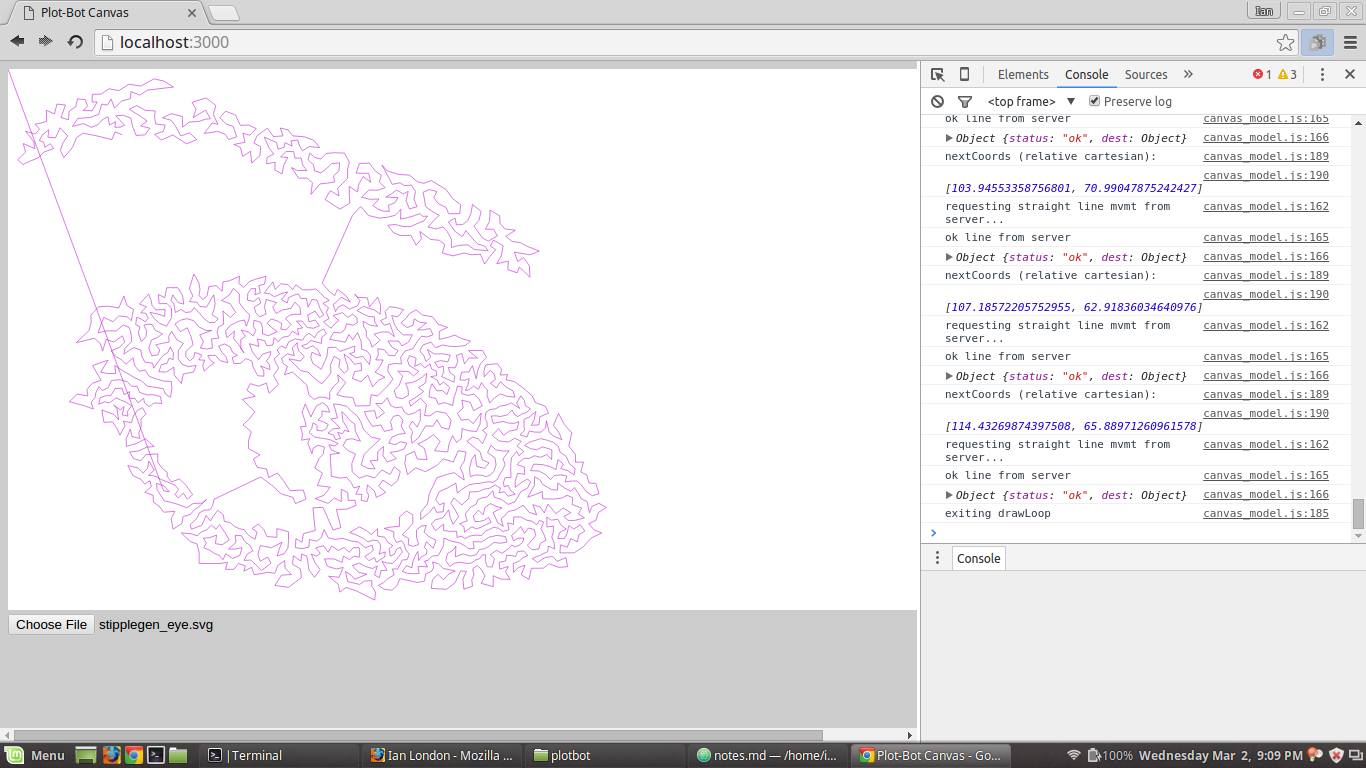 Plot-Bot Canvas
Ian
localhost:3000
Elements Console Sources » 1 3
<top frame> Preserve log
ok line from server canvas_model.js:165
Object {status: "ok", dest: Object} canvas_model.js:166
nextCoords (relative cartesian): canvas_model.js:189
canvas_model.js:190
[103.94553358756801, 70.99047875242427]
requesting straight line mvmt from canvas_model.js:162
server...
ok line from server canvas_model.js:165
Object {status: "ok", dest: Object} canvas_model.js:166
nextCoords (relative cartesian): canvas_model.js:189
canvas_model.js:190
[107.18572205752955, 62.91836034640976]
requesting straight line mvmt from canvas_model.js:162
server...
ok line from server canvas_model.js:165
Object {status: "ok", dest: Object} canvas_model.js:166
nextCoords (relative cartesian): canvas_model.js:189
canvas_model.js:190
[114.43269874397508, 65.88971260961578]
requesting straight line mvmt from canvas_model.js:162
server...
ok line from server canvas_model.js:165
Object {status: "ok", dest: Object} canvas_model.js:166
exiting drawLoop canvas_model.js:185
>
Console
Choose File stipplegen_eye.svg
Menu Terminal Ian London - Mozilla ... plotbot notes.md — /home/i... Plot-Bot Canvas - Go... 100% Wednesday Mar 2, 9:09 PM